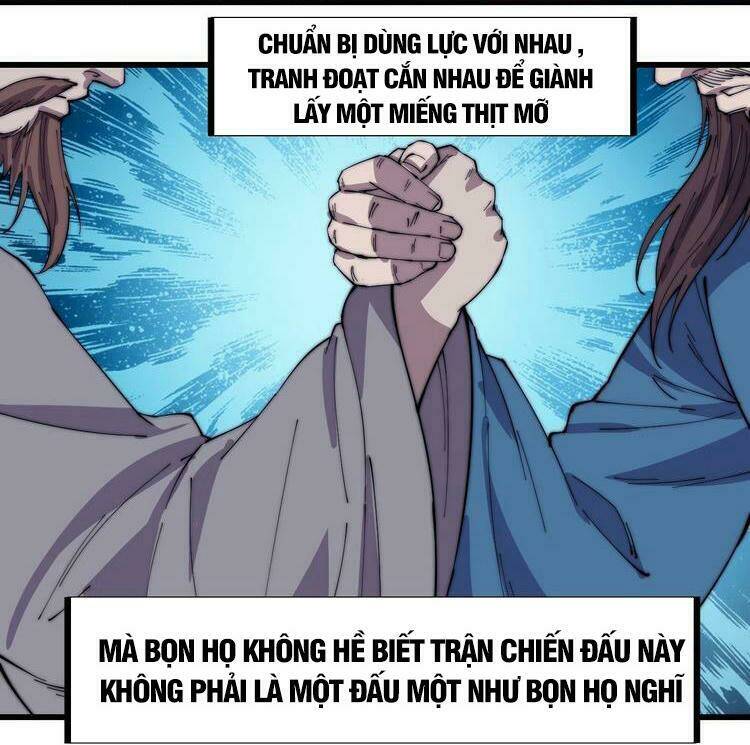 CHUẨN BỊ DÙNG LỰC VỚI NHAU ,
TRANH ĐOẠT CẮN NHAU ĐỂ GIÀNH
LẤY MỘT MIẾNG THỊT MỠ
MÀ BỌN HỌ KHÔNG HỀ BIẾT TRẬN CHIẾN ĐẤU NÀY
KHÔNG PHẢI LÀ MỘT ĐẤU MỘT NHƯ BỌN HỌ NGHĨ